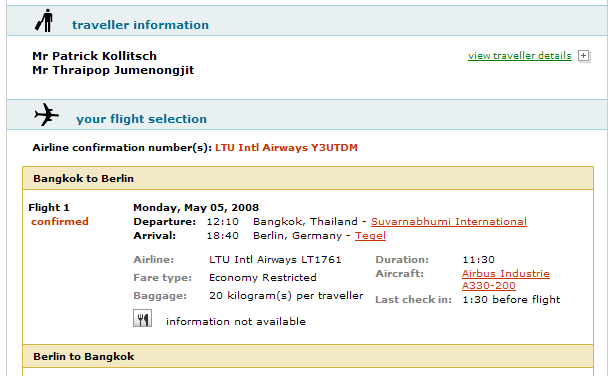 traveller information
Mr Patrick Kollitsch
view traveller details
Mr Thraipop Jumenongjit
your flight selection
Airline confirmation number(s): LTU Intl Airways Y3UTDM
Bangkok to Berlin
Flight 1
confirmed
Monday, May 05, 2008
Departure: 12:10 Bangkok, Thailand - Suvarnabhumi International
Arrival: 18:40 Berlin, Germany - Tegel
Airline: LTU Intl Airways LT1761
Fare type: Economy Restricted
Baggage: 20 kilogram(s) per traveller
Duration: 11:30
Aircraft: Airbus Industrie
A330-200
Last check in: 1:30 before flight
information not available
Berlin to Bangkok